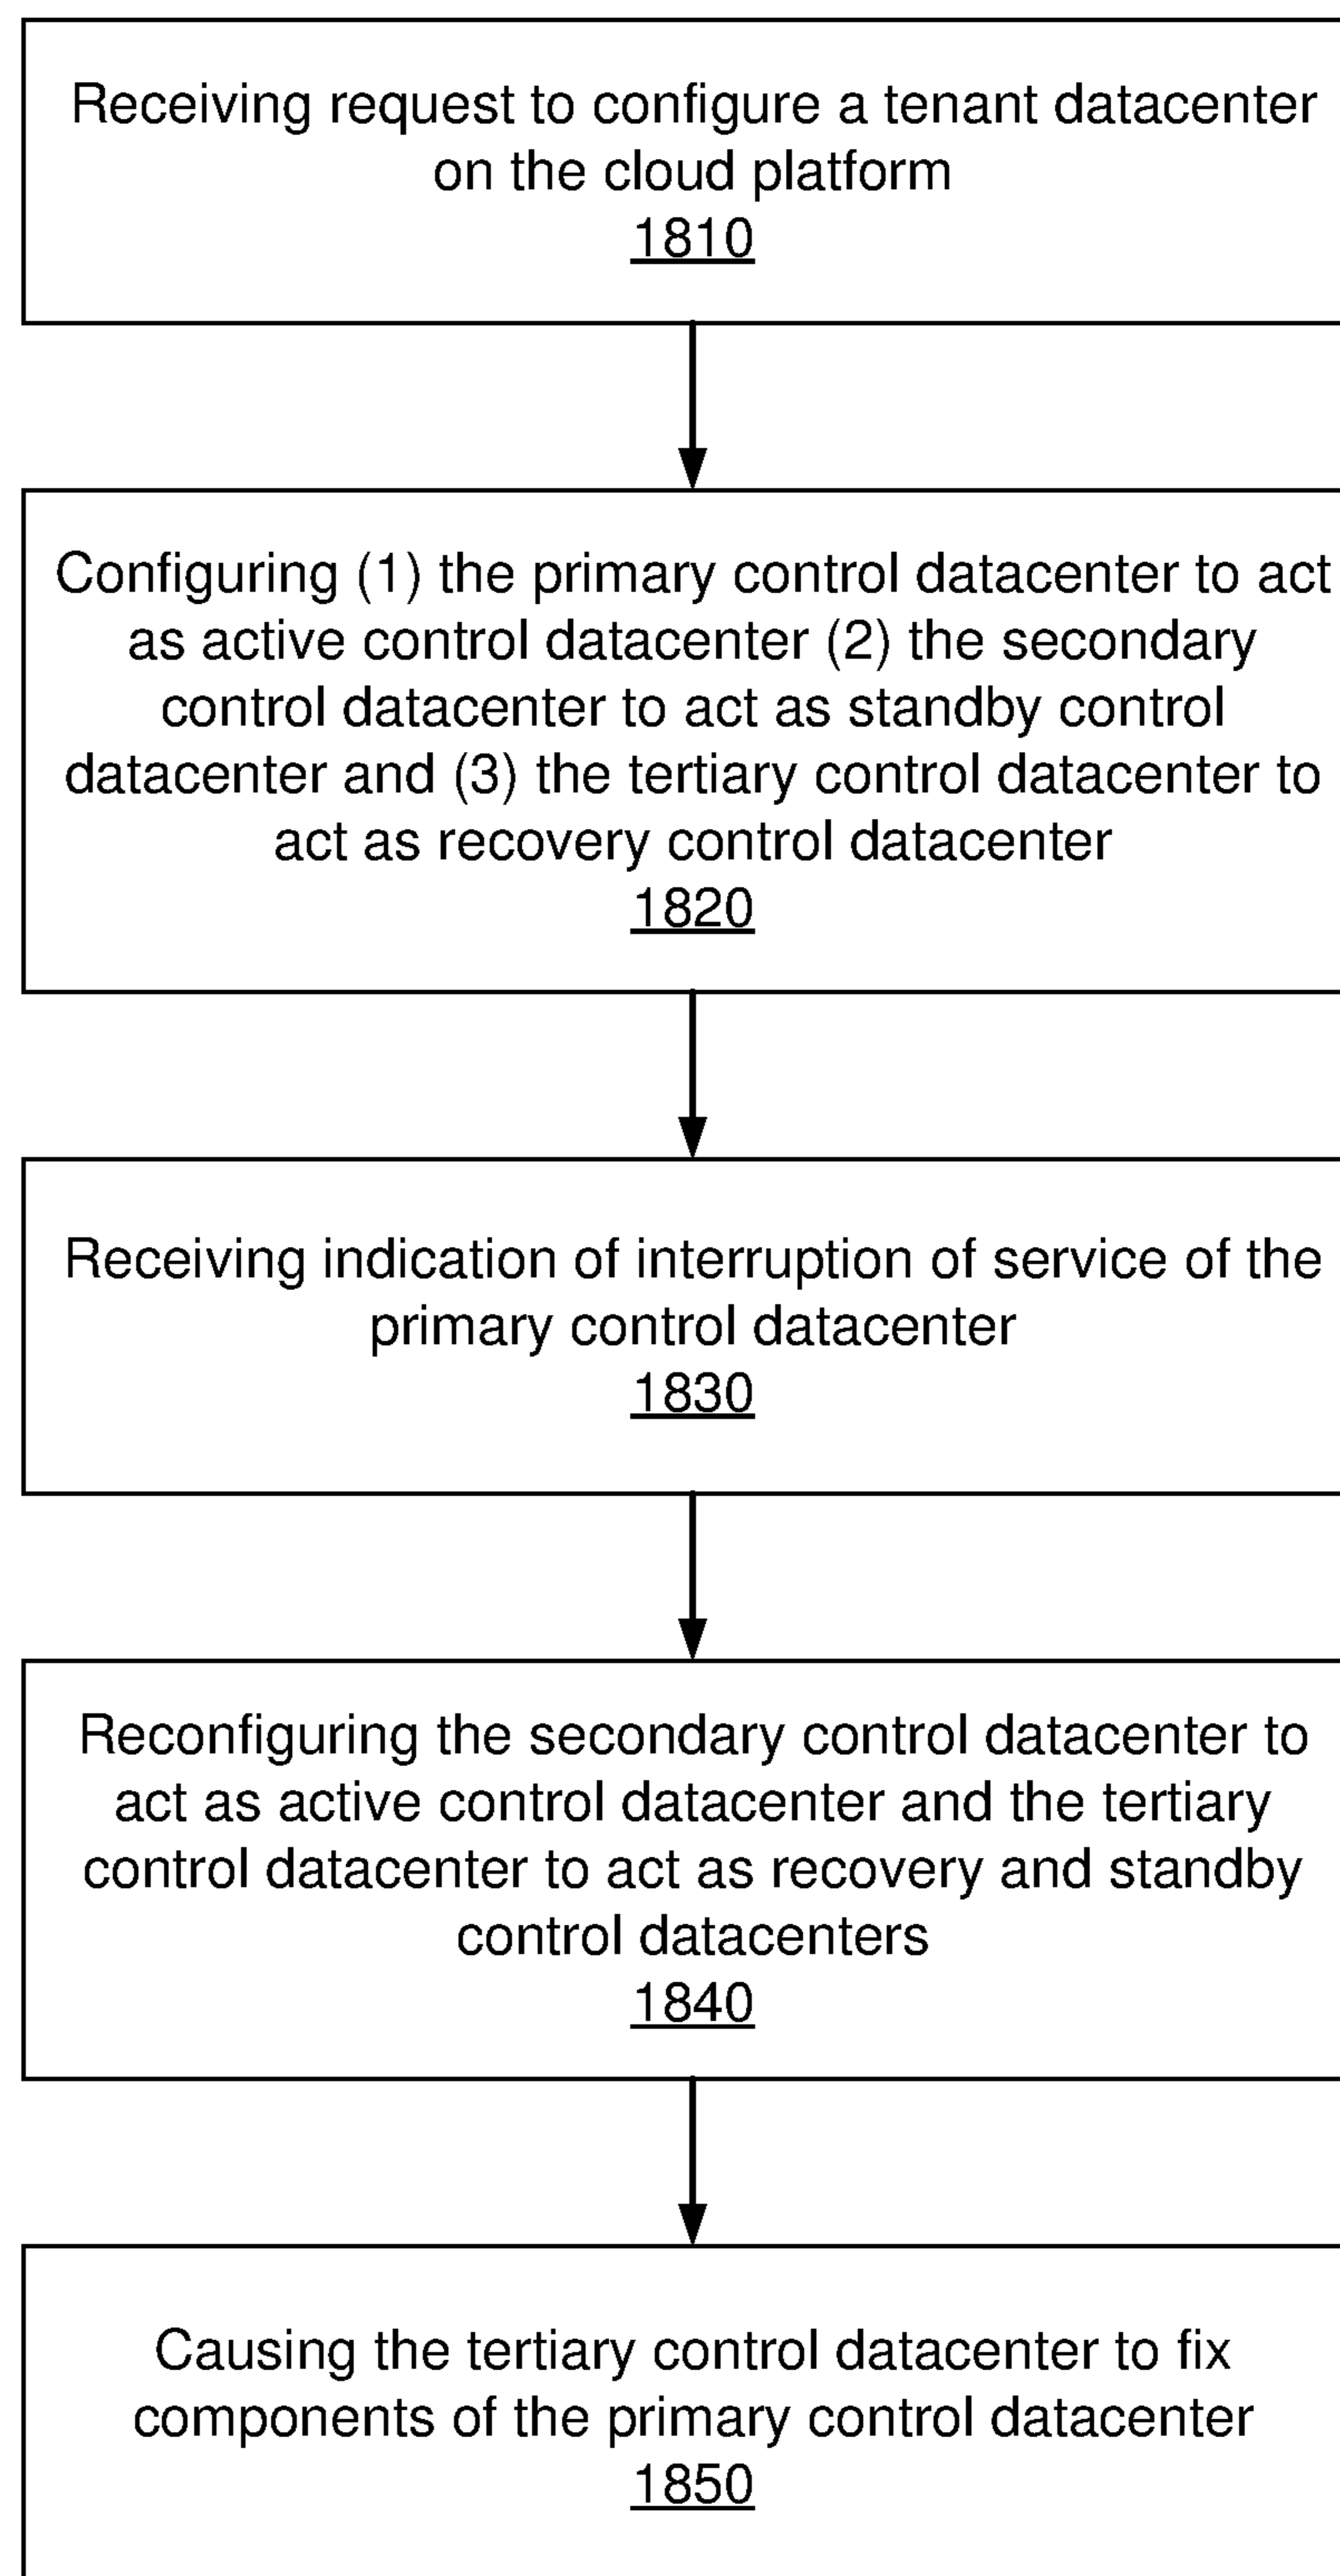 Receiving request to configure a tenant datacenter
on the cloud platform
1810
Configuring (1) the primary control datacenter to act
as active control datacenter (2) the secondary
control datacenter to act as standby control
datacenter and (3) the tertiary control datacenter to
act as recovery control datacenter
1820
Receiving indication of interruption of service of the
primary control datacenter
1830
Reconfiguring the secondary control datacenter to
act as active control datacenter and the tertiary
control datacenter to act as recovery and standby
control datacenters
1840
Causing the tertiary control datacenter to fix
components of the primary control datacenter
1850